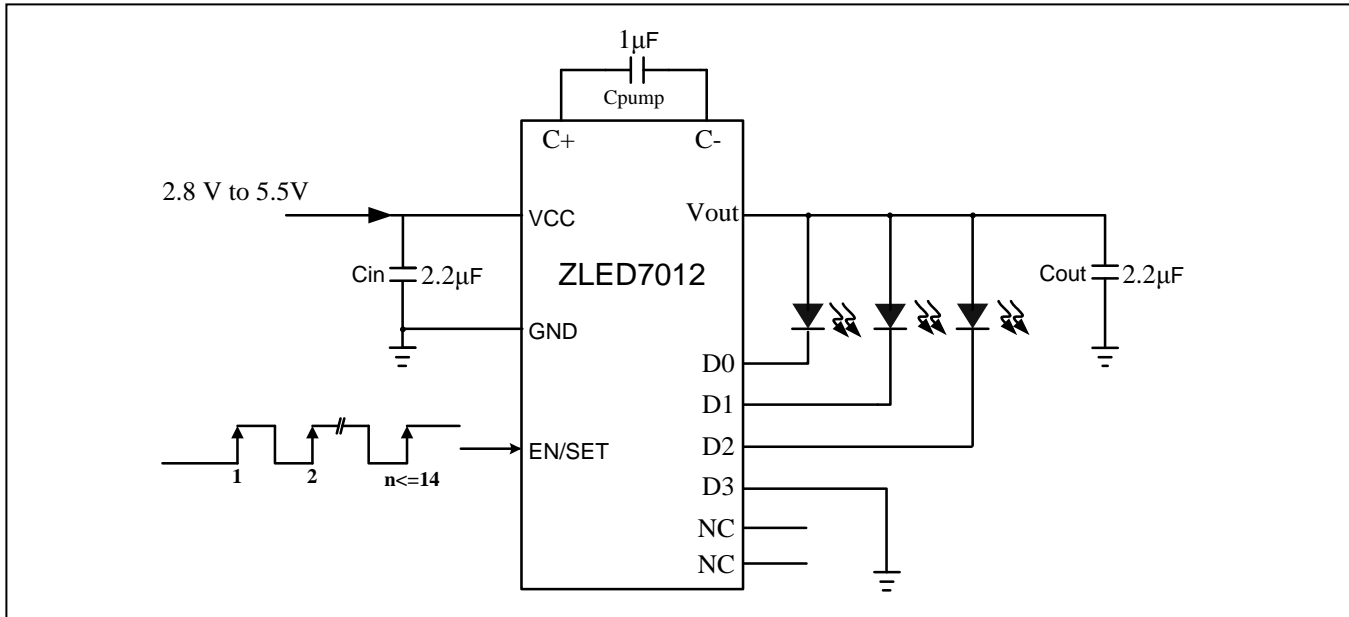 1μF
Cpump
C+ C-
2.8 V to 5.5V
VCC
Vout
Cin
2.2μF
ZLED7012
Cout
2.2μF
GND
D0
D1
D2
EN/SET
1 2 n<=14
D3
NC
NC